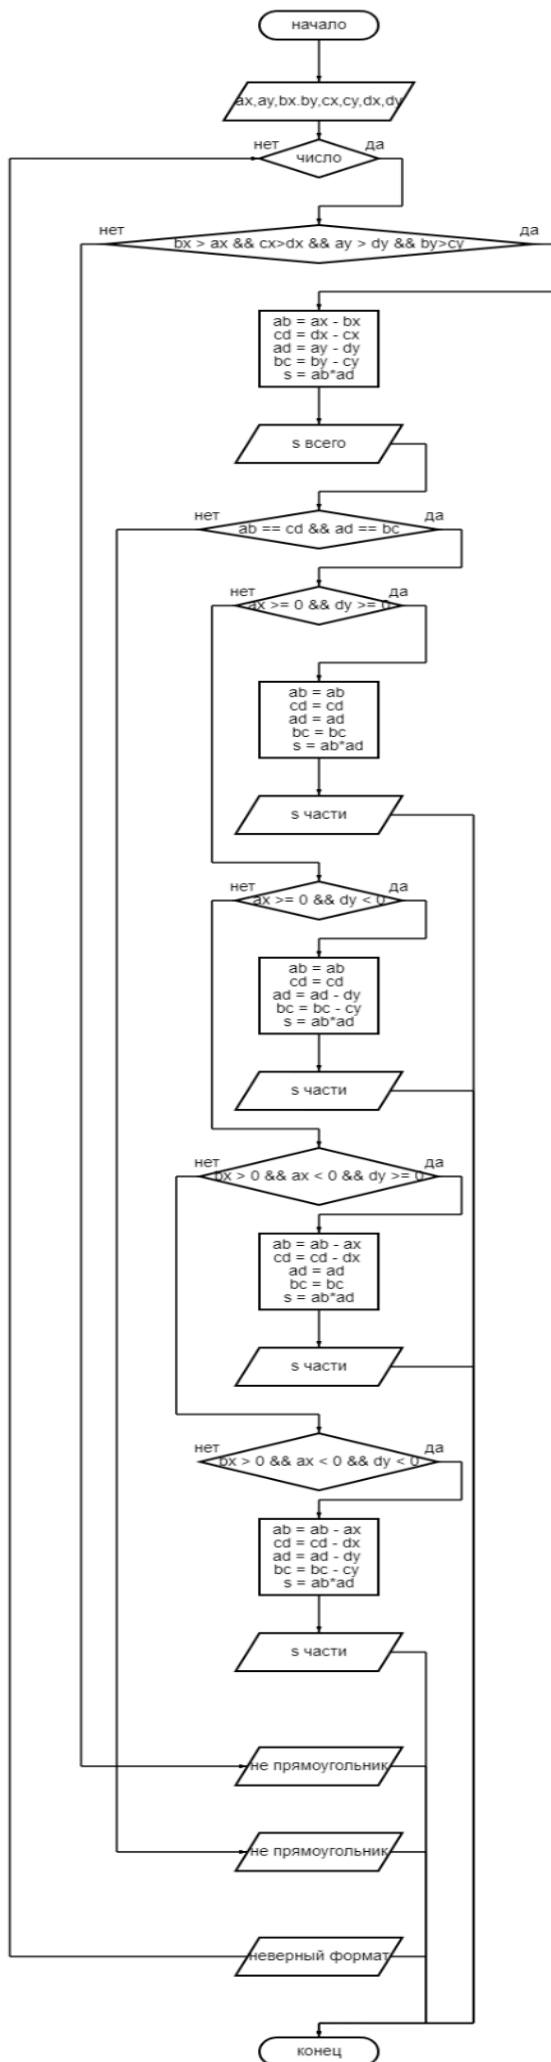 начало
ax,ay,bx.by,cx,cy,dx,dy
нет
да
число
нет
да
bx > ax && cx>dx && ay > dy && by>cy
ab = ax - bx
cd = dx - cx
ad = ay - dy
bc = by - cy
s = ab*ad
s всего
нет
да
ab == cd && ad == bc
нет
да
ax >= 0 && dy >= 0
ab = ab
cd = cd
ad = ad
bc = bc
s = ab*ad
s части
нет
да
ax >= 0 && dy < 0
ab = ab
cd = cd
ad = ad - dy
bc = bc - cy
s = ab*ad
s части
нет
да
bx > 0 && ax < 0 && dy >= 0
ab = ab - ax
cd = cd - dx
ad = ad
bc = bc
s = ab*ad
s части
нет
да
bx > 0 && ax < 0 && dy < 0
ab = ab - ax
cd = cd - dx
ad = ad - dy
bc = bc - cy
s = ab*ad
s части
не прямоугольник
не прямоугольник
неверный формат
конец